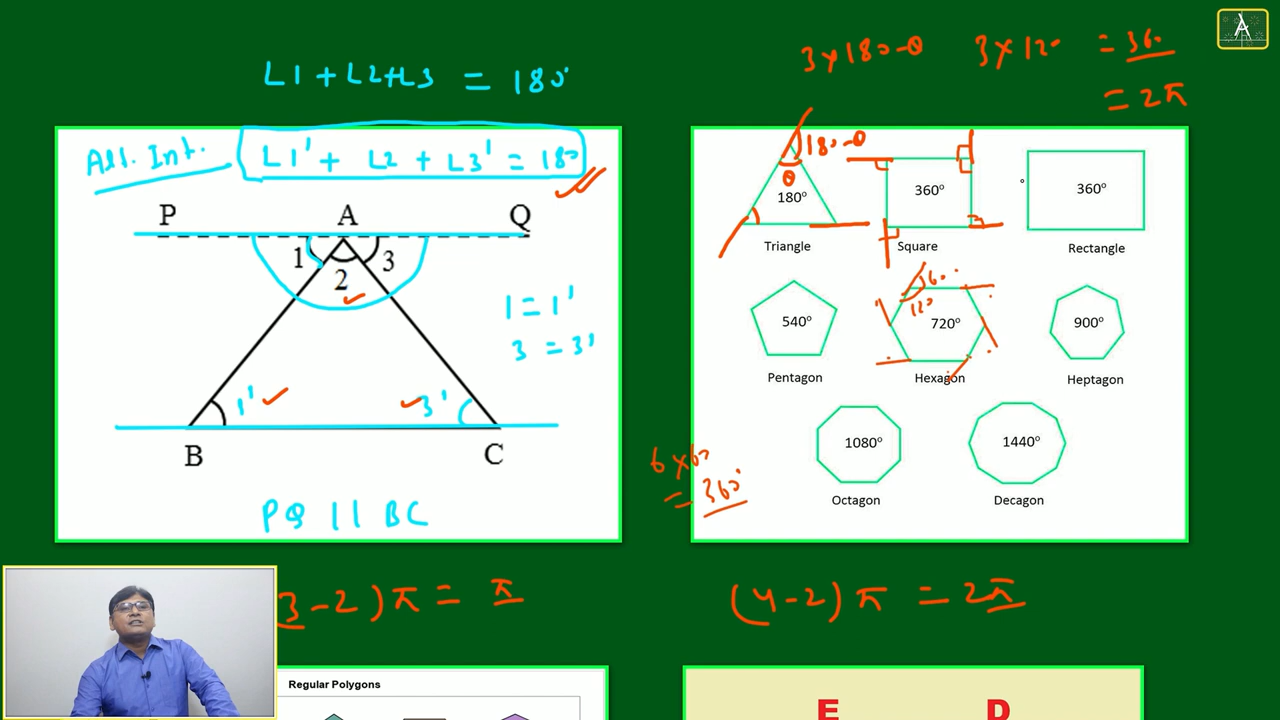 A
3×180-θ 3×120 = 360
= 2π
∠1 + ∠2+∠3 = 180°
Alt. Int. ∠1' + ∠2 + ∠3' = 180
P A Q
1 2 3
1 = 1'
3 = 3'
1' 3'
B C
PQ || BC
180-θ
θ
180° 360° 360°
Triangle Square Rectangle
60
120
540° 720° 900°
Pentagon Hexagon Heptagon
1080° 1440°
Octagon Decagon
6×60
= 360°
3-2)π = π
(4-2)π = 2π
Regular Polygons
E D